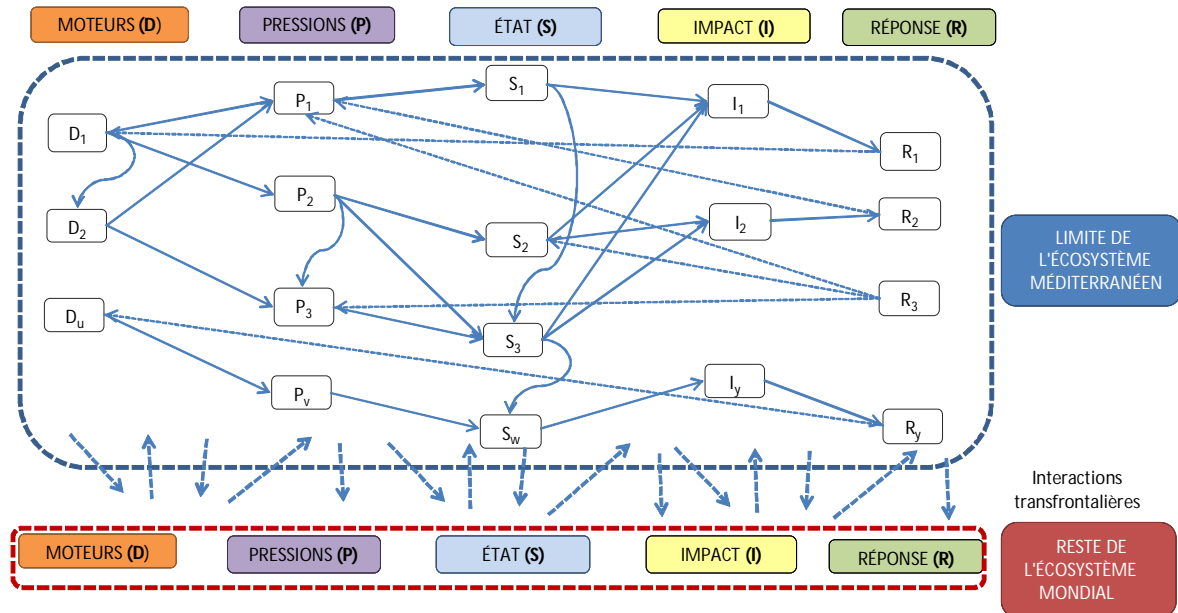 MOTEURS (D)
PRESSIONS (P)
ÉTAT (S)
IMPACT (I)
RÉPONSE (R)
S1
P1
I1
D1
R1
P2
R2
D2
I2
S2
P3
R3
Du
S3
Pv
Iy
Sw
Ry
LIMITE DE
L'ÉCOSYSTÈME
MÉDITERRANÉEN
Interactions
transfrontalières
MOTEURS (D)
PRESSIONS (P)
ÉTAT (S)
IMPACT (I)
RÉPONSE (R)
RESTE DE
L'ÉCOSYSTÈME
MONDIAL